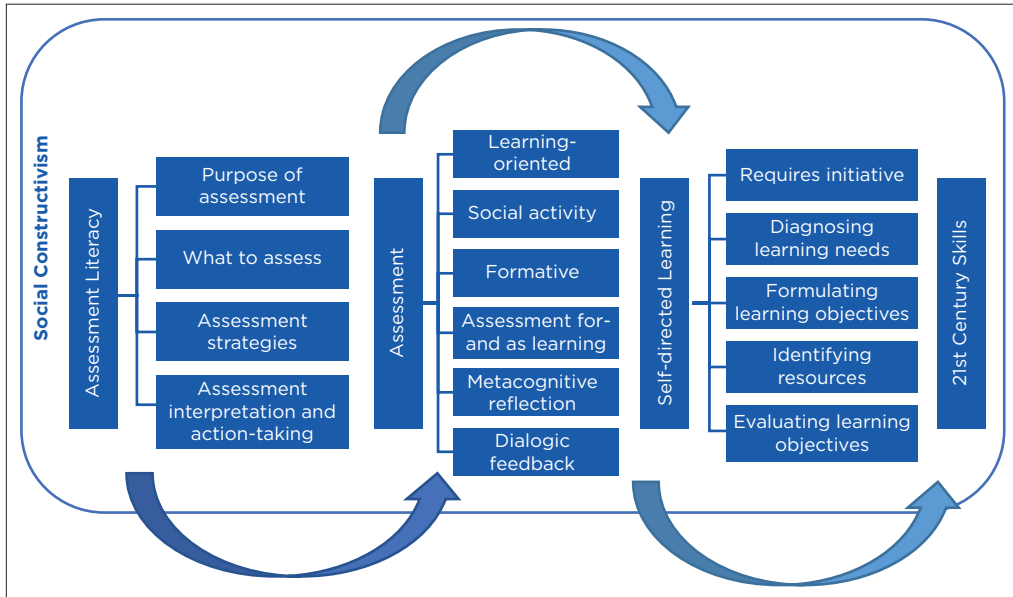 Social Constructivism
Assessment Literacy
Purpose of
assessment
What to assess
Assessment
strategies
Assessment
interpretation and
action-taking
Assessment
Learning-
oriented
Social activity
Formative
Assessment for-
and as learning
Metacognitive
reflection
Dialogic
feedback
Self-directed Learning
Requires initiative
Diagnosing
learning needs
Formulating
learning objectives
Identifying
resources
Evaluating learning
objectives
21st Century Skills